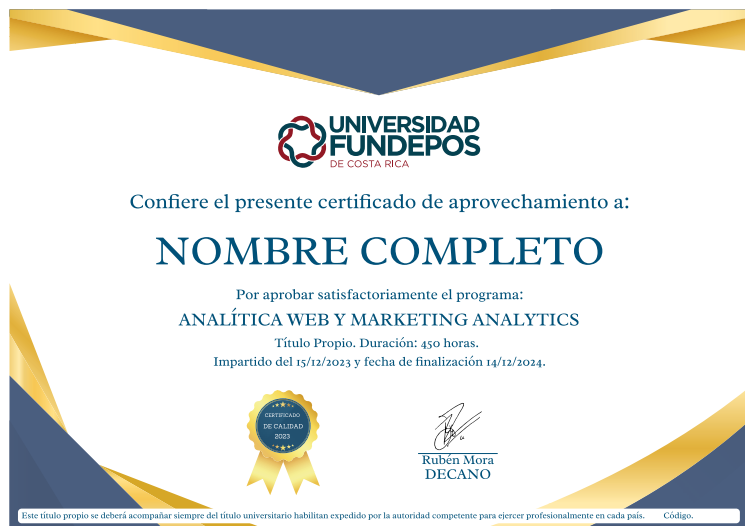 UNIVERSIDAD
FUNDEPOS
DE COSTA RICA
Confiere el presente certificado de aprovechamiento a:
NOMBRE COMPLETO
Por aprobar satisfactoriamente el programa:
ANALÍTICA WEB Y MARKETING ANALYTICS
Título Propio. Duración: 450 horas.
Impartido del 15/12/2023 y fecha de finalización 14/12/2024.
CERTIFICADO
DE CALIDAD
2023
Rubén Mora
DECANO
Este título propio se deberá acompañar siempre del título universitario habilitan expedido por la autoridad competente para ejercer profesionalmente en cada país. Código.